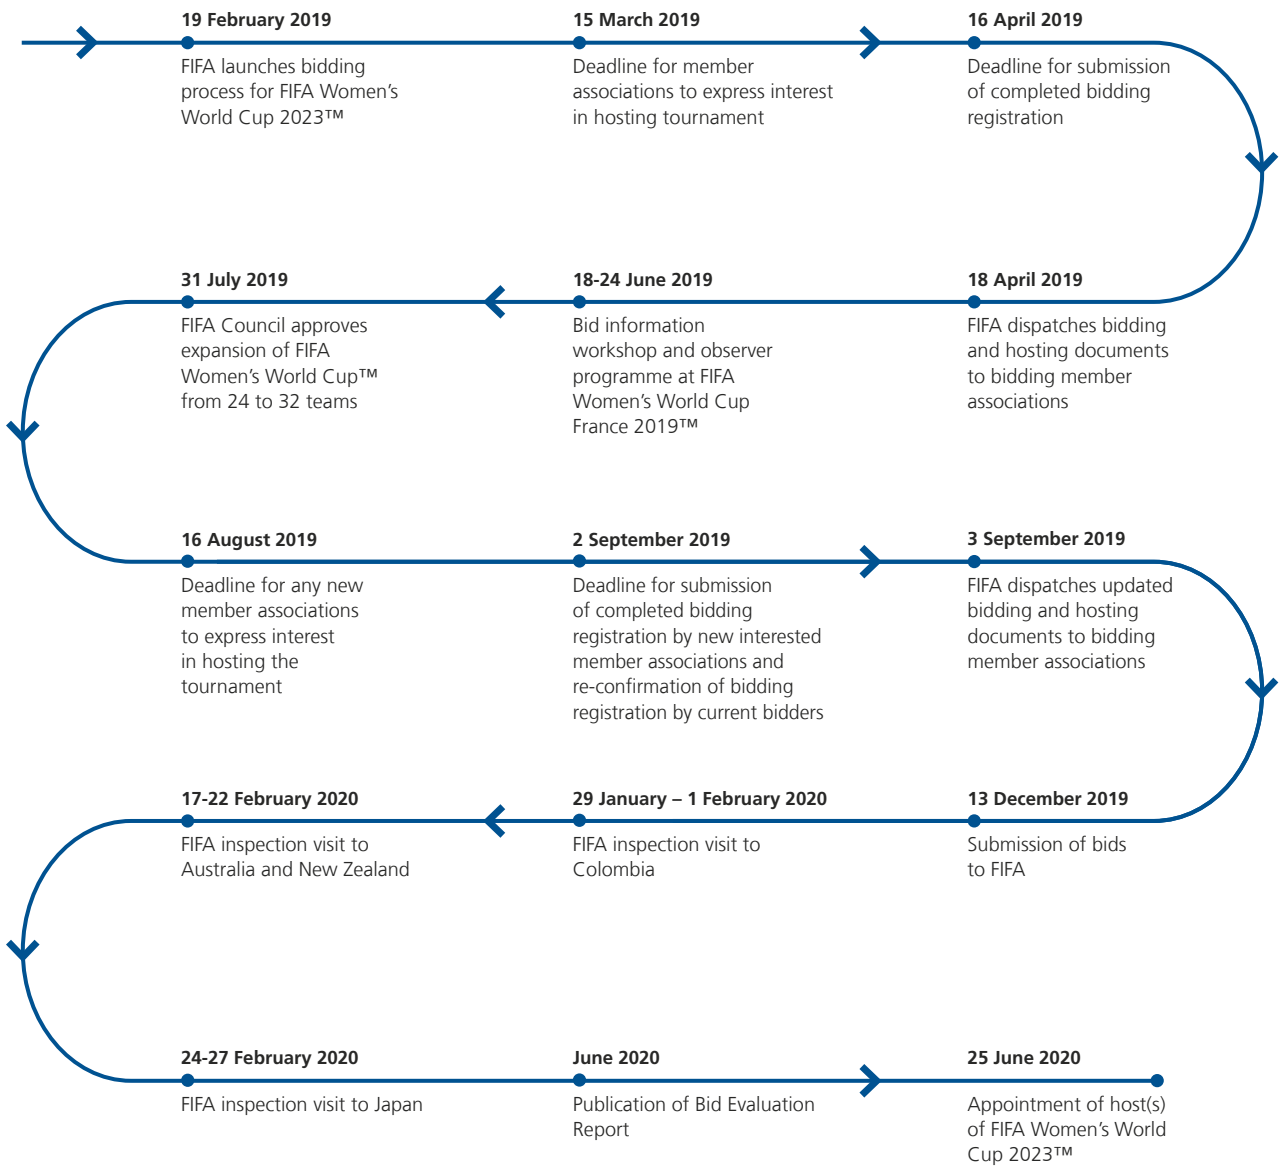 19 February 2019
FIFA launches bidding
process for FIFA Women's
World Cup 2023™
15 March 2019
Deadline for member
associations to express interest
in hosting tournament
16 April 2019
Deadline for submission
of completed bidding
registration
18 April 2019
FIFA dispatches bidding
and hosting documents
to bidding member
associations
18-24 June 2019
Bid information
workshop and observer
programme at FIFA
Women's World Cup
France 2019™
31 July 2019
FIFA Council approves
expansion of FIFA
Women's World Cup™
from 24 to 32 teams
16 August 2019
Deadline for any new
member associations
to express interest
in hosting the
tournament
2 September 2019
Deadline for submission
of completed bidding
registration by new interested
member associations and
re-confirmation of bidding
registration by current bidders
3 September 2019
FIFA dispatches updated
bidding and hosting
documents to bidding
member associations
13 December 2019
Submission of bids
to FIFA
29 January – 1 February 2020
FIFA inspection visit to
Colombia
17-22 February 2020
FIFA inspection visit to
Australia and New Zealand
24-27 February 2020
FIFA inspection visit to Japan
June 2020
Publication of Bid Evaluation
Report
25 June 2020
Appointment of host(s)
of FIFA Women's World
Cup 2023™